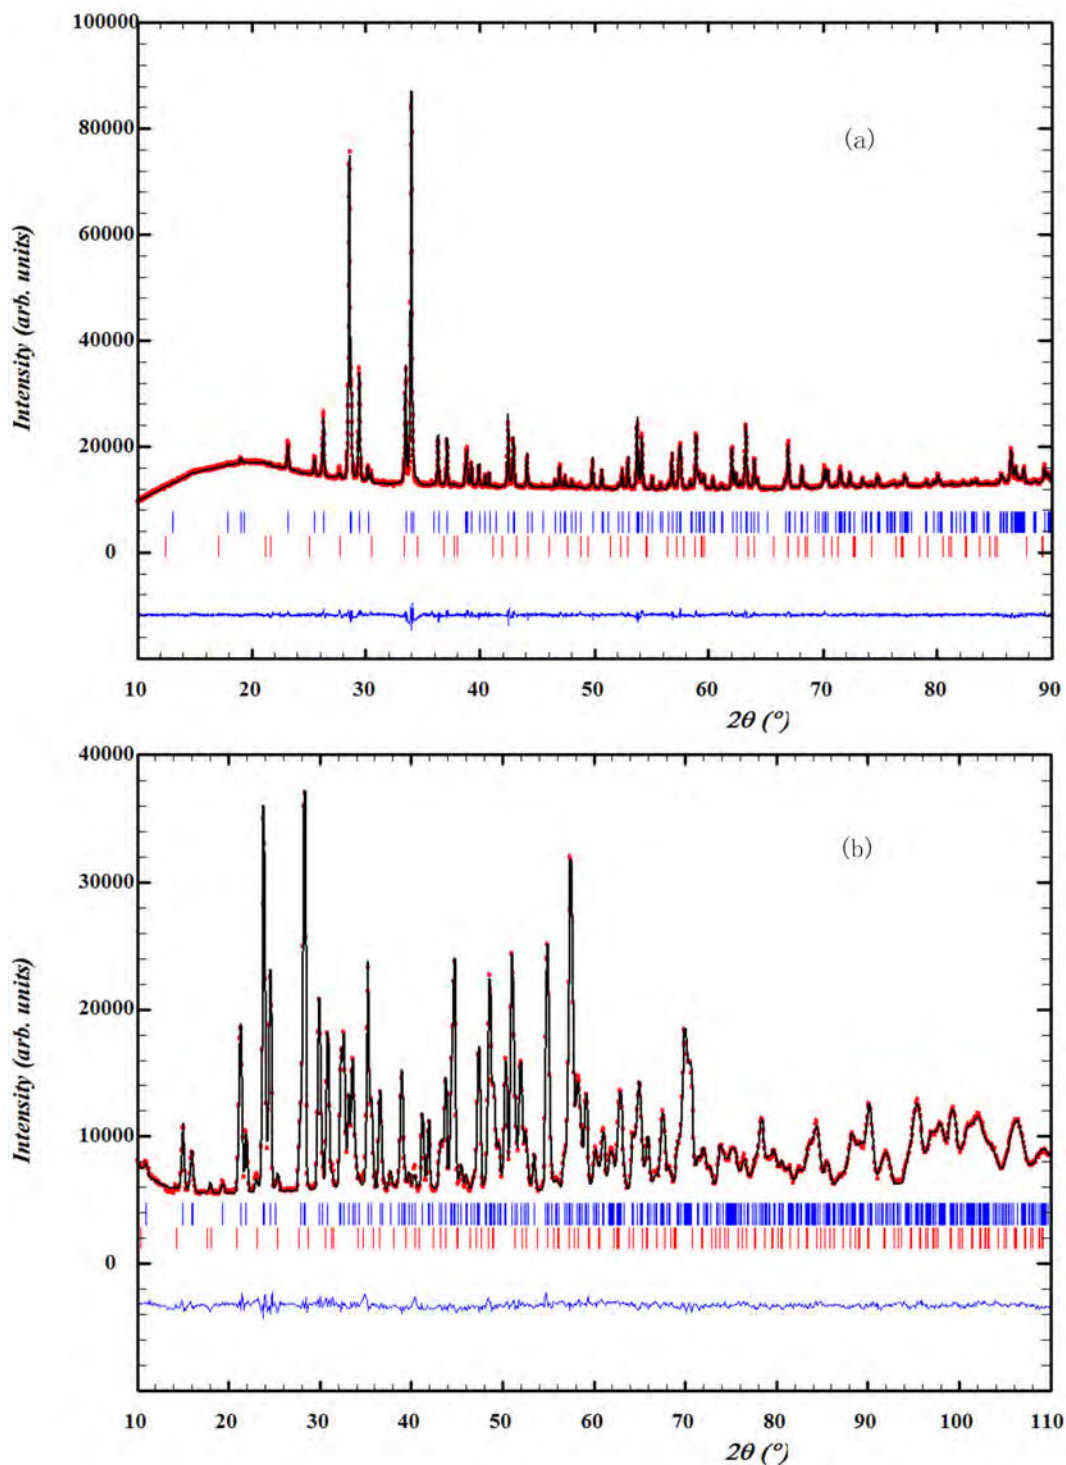 100000
(a)
80000
60000
Intensity (arb. units)
40000
20000
0
10 20 30 40 50 60 70 80 90
2θ (°)
40000
(b)
30000
20000
Intensity (arb. units)
10000
0
10 20 30 40 50 60 70 80 90 100 110
2θ (°)